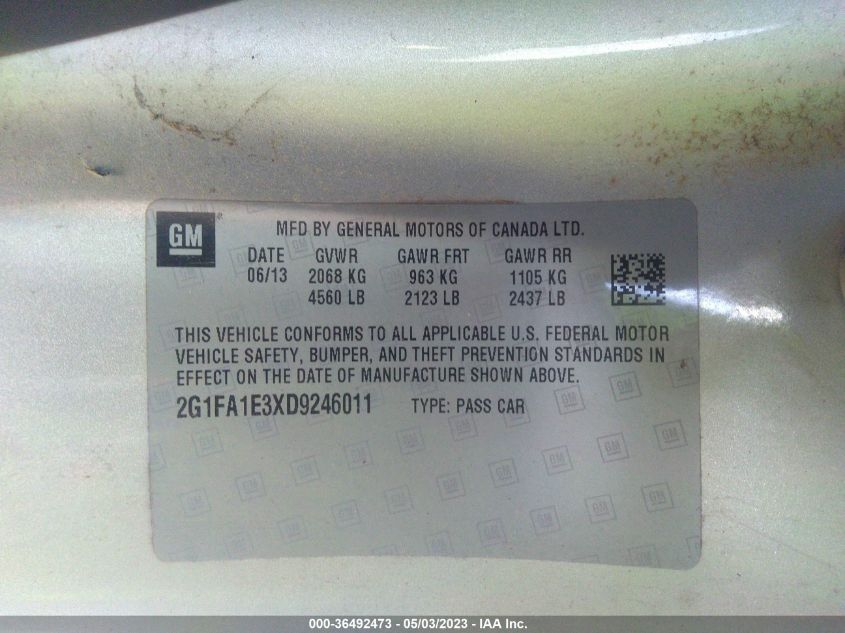 GM
MFD BY GENERAL MOTORS OF CANADA LTD.
DATE GVWR GAWR FRT GAWR RR
06/13 2068 KG 963 KG 1105 KG
4560 LB 2123 LB 2437 LB
THIS VEHICLE CONFORMS TO ALL APPLICABLE U.S. FEDERAL MOTOR
VEHICLE SAFETY, BUMPER, AND THEFT PREVENTION STANDARDS IN
EFFECT ON THE DATE OF MANUFACTURE SHOWN ABOVE.
2G1FA1E3XD9246011 TYPE: PASS CAR
000-36492473 - 05/03/2023 - IAA Inc.